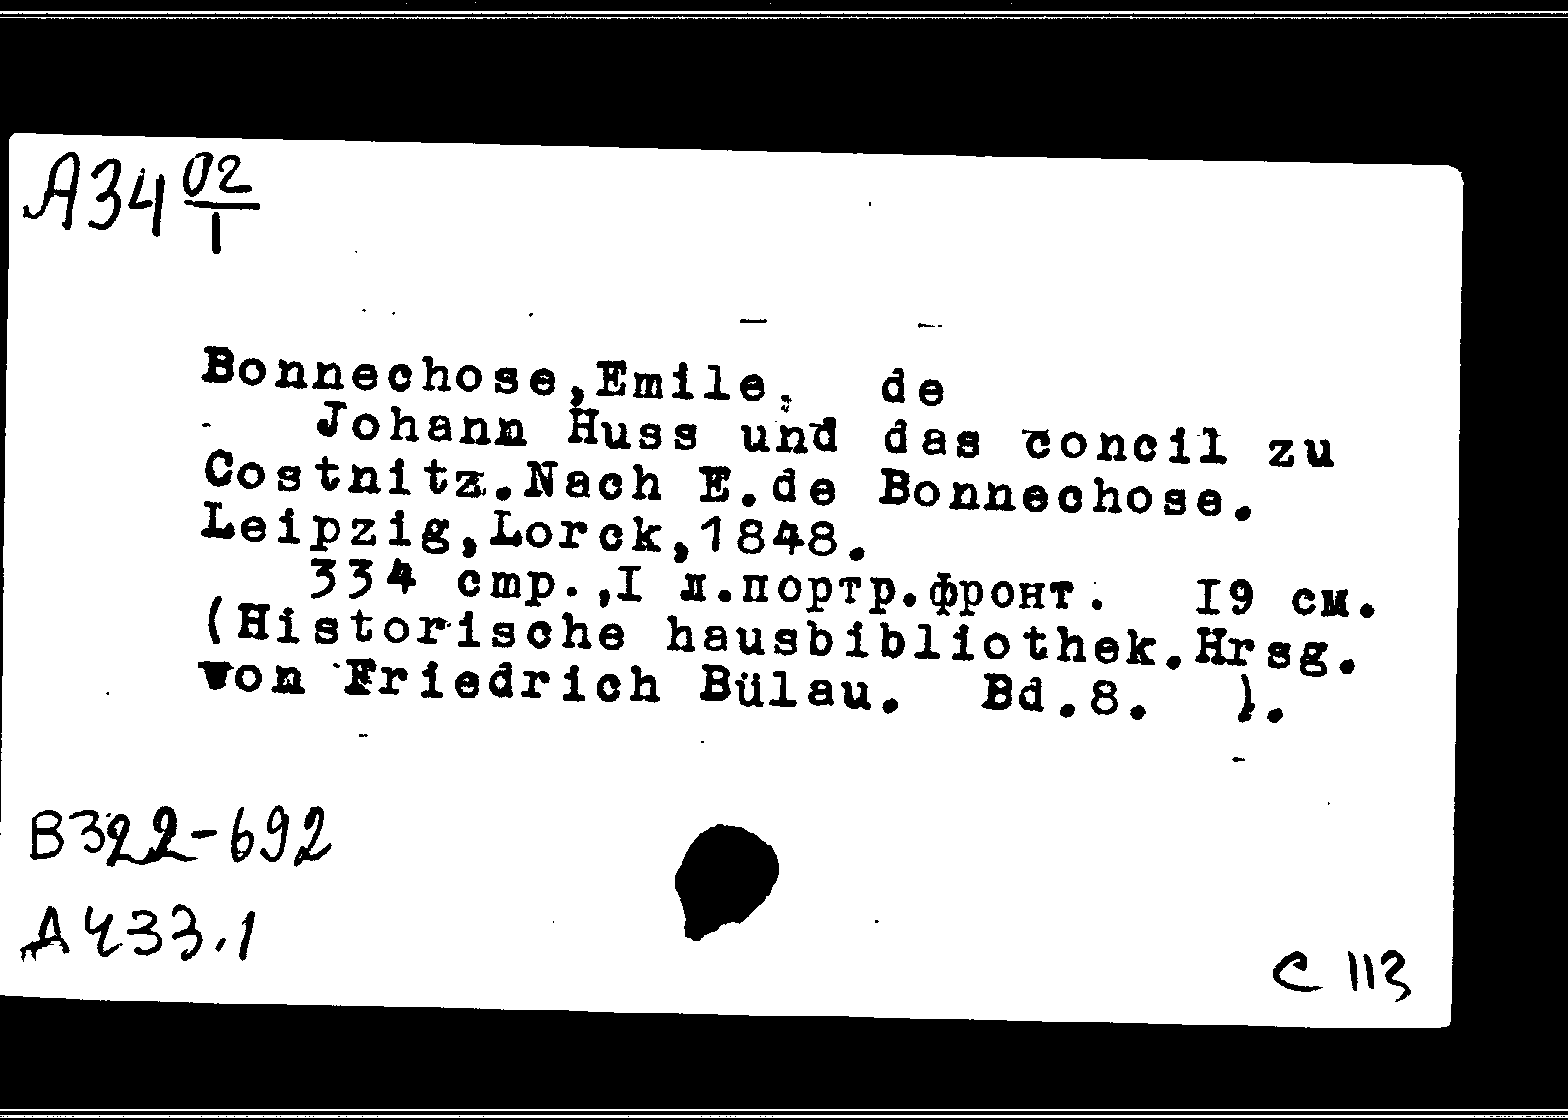 A34 02/1
Bonnechose,Emile, de
Johann Huss und das concil zu
Costnitz.Nach E.de Bonnechose.
Leipzig,Lorck,1848.
334 стр.,I л.портр.фронт. I9 см.
(Historische hausbibliothek.Hrsg.
von Friedrich Bülau. Bd.8. ).
B322-692
A433.1
C 113